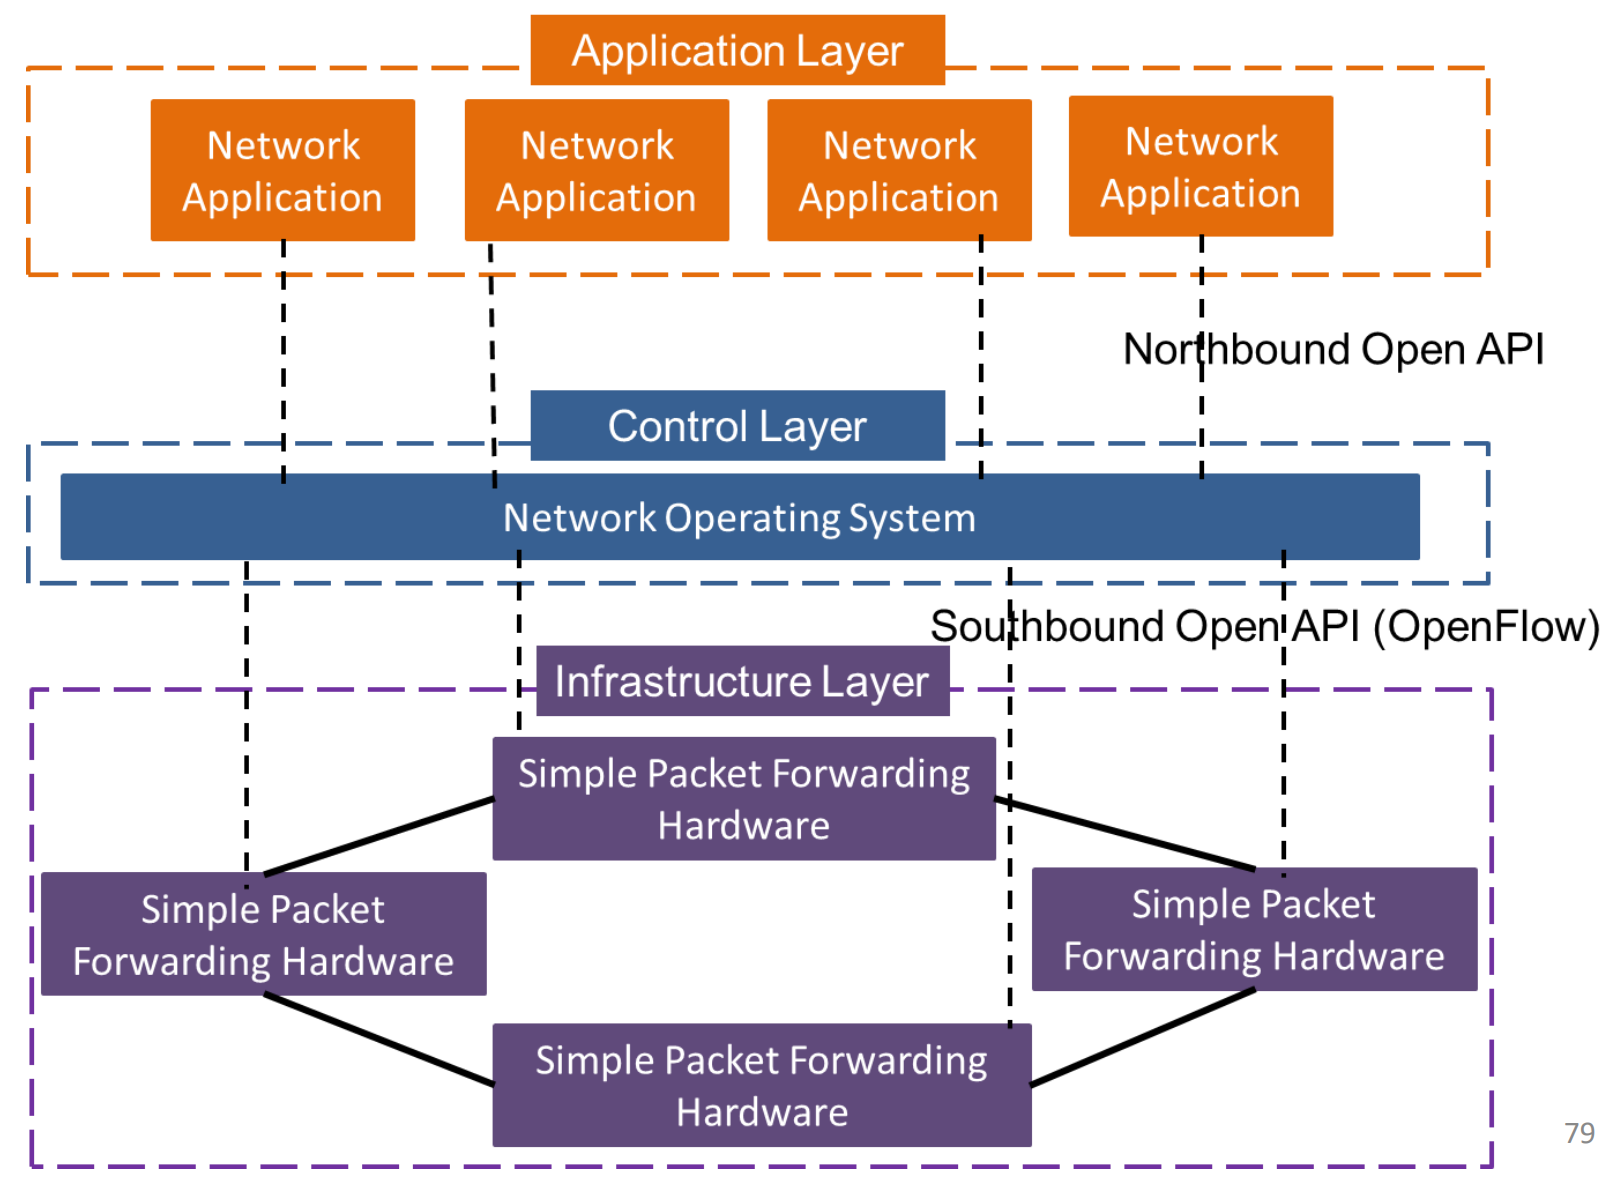 Application Layer
Network
Application
Network
Application
Network
Application
Network
Application
Northbound Open API
Control Layer
Network Operating System
Southbound Open API (OpenFlow)
Infrastructure Layer
Simple Packet Forwarding
Hardware
Simple Packet
Forwarding Hardware
Simple Packet
Forwarding Hardware
Simple Packet Forwarding
Hardware
79